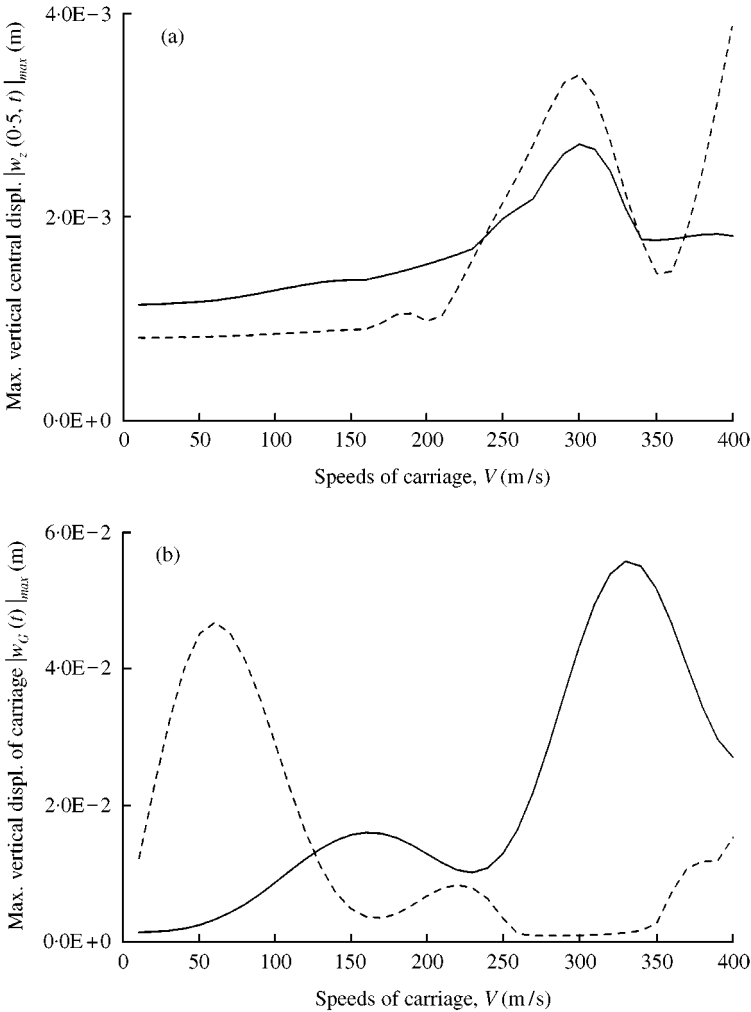 (a)
Max. vertical central displ. |w_z (0·5, t) |_max (m)
4·0E−3
2·0E−3
0·0E+0
0 50 100 150 200 250 300 350 400
Speeds of carriage, V (m/s)
(b)
Max. vertical displ. of carriage |w_G (t) |_max (m)
6·0E−2
4·0E−2
2·0E−2
0·0E+0
0 50 100 150 200 250 300 350 400
Speeds of carriage, V (m/s)